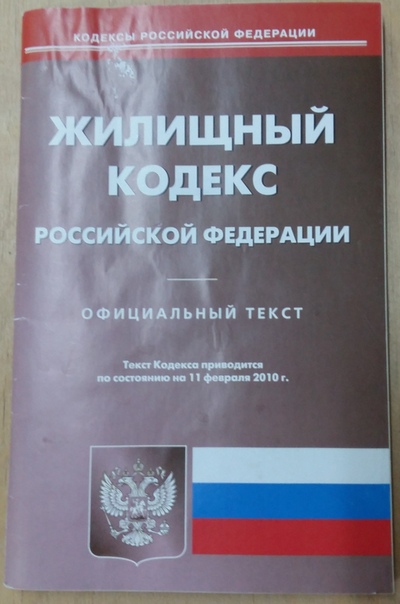 КОДЕКСЫ РОССИЙСКОЙ ФЕДЕРАЦИИ
ЖИЛИЩНЫЙ
КОДЕКС
РОССИЙСКОЙ ФЕДЕРАЦИИ
ОФИЦИАЛЬНЫЙ ТЕКСТ
Текст Кодекса приводится
по состоянию на 11 февраля 2010 г.